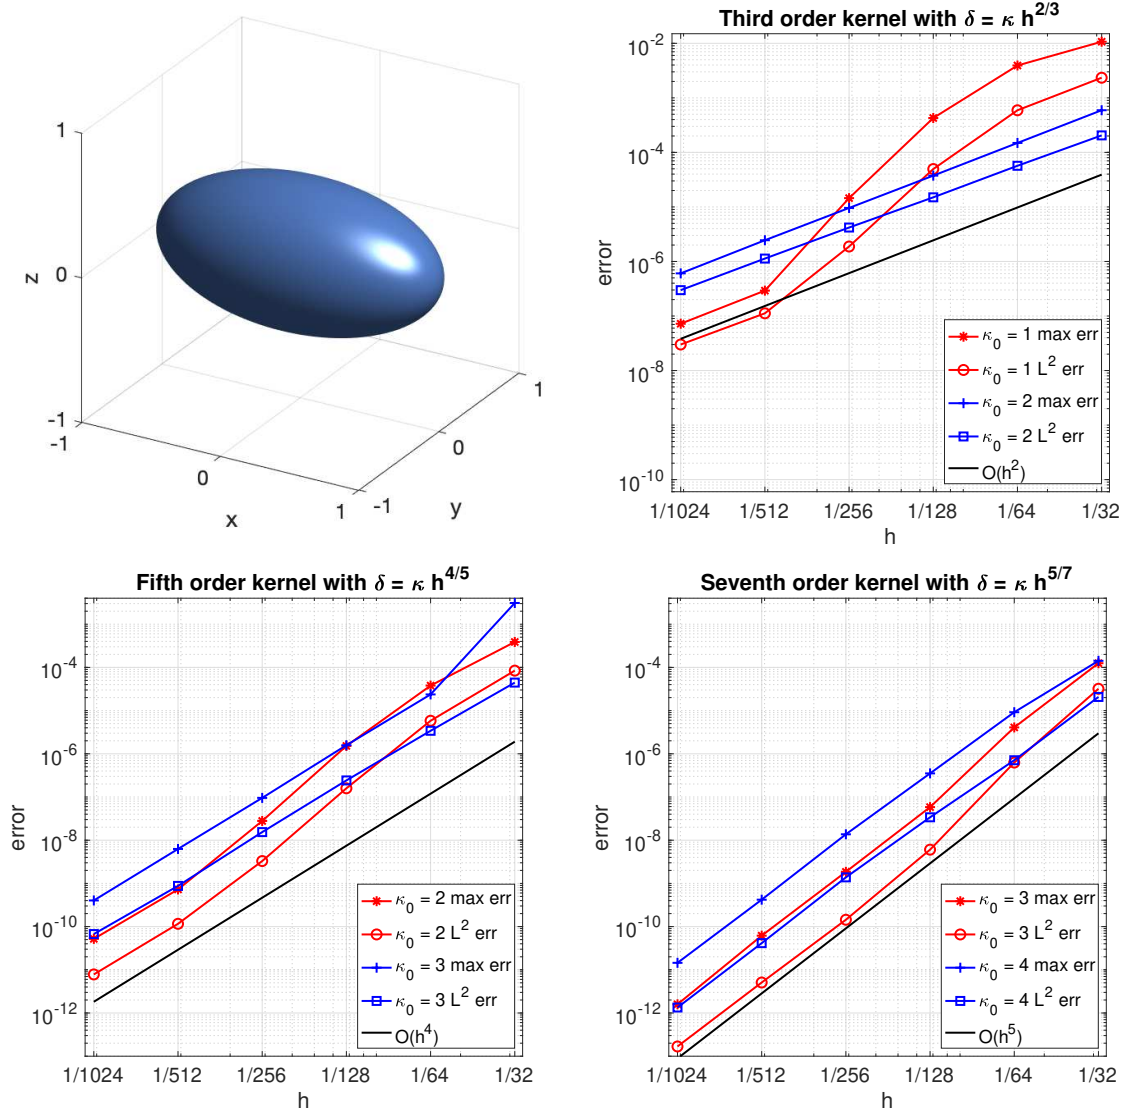 1
0
-1
z
-1
0
1
x
-1
0
1
y
Third order kernel with δ = κ h^{2/3}
10^{-2}
10^{-4}
10^{-6}
10^{-8}
10^{-10}
error
κ_0 = 1 max err
κ_0 = 1 L^2 err
κ_0 = 2 max err
κ_0 = 2 L^2 err
O(h^2)
1/1024 1/512 1/256 1/128 1/64 1/32
h
Fifth order kernel with δ = κ h^{4/5}
10^{-4}
10^{-6}
10^{-8}
10^{-10}
10^{-12}
error
κ_0 = 2 max err
κ_0 = 2 L^2 err
κ_0 = 3 max err
κ_0 = 3 L^2 err
O(h^4)
1/1024 1/512 1/256 1/128 1/64 1/32
h
Seventh order kernel with δ = κ h^{5/7}
10^{-4}
10^{-6}
10^{-8}
10^{-10}
10^{-12}
error
κ_0 = 3 max err
κ_0 = 3 L^2 err
κ_0 = 4 max err
κ_0 = 4 L^2 err
O(h^5)
1/1024 1/512 1/256 1/128 1/64 1/32
h